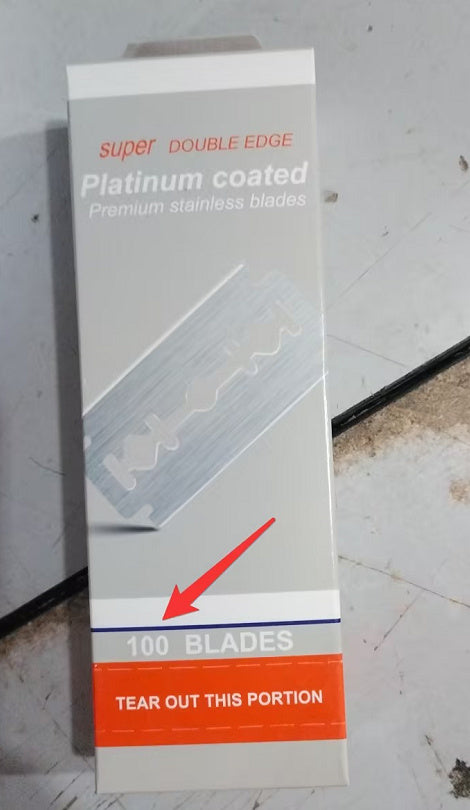 super DOUBLE EDGE
Platinum coated
Premium stainless blades
100 BLADES
TEAR OUT THIS PORTION